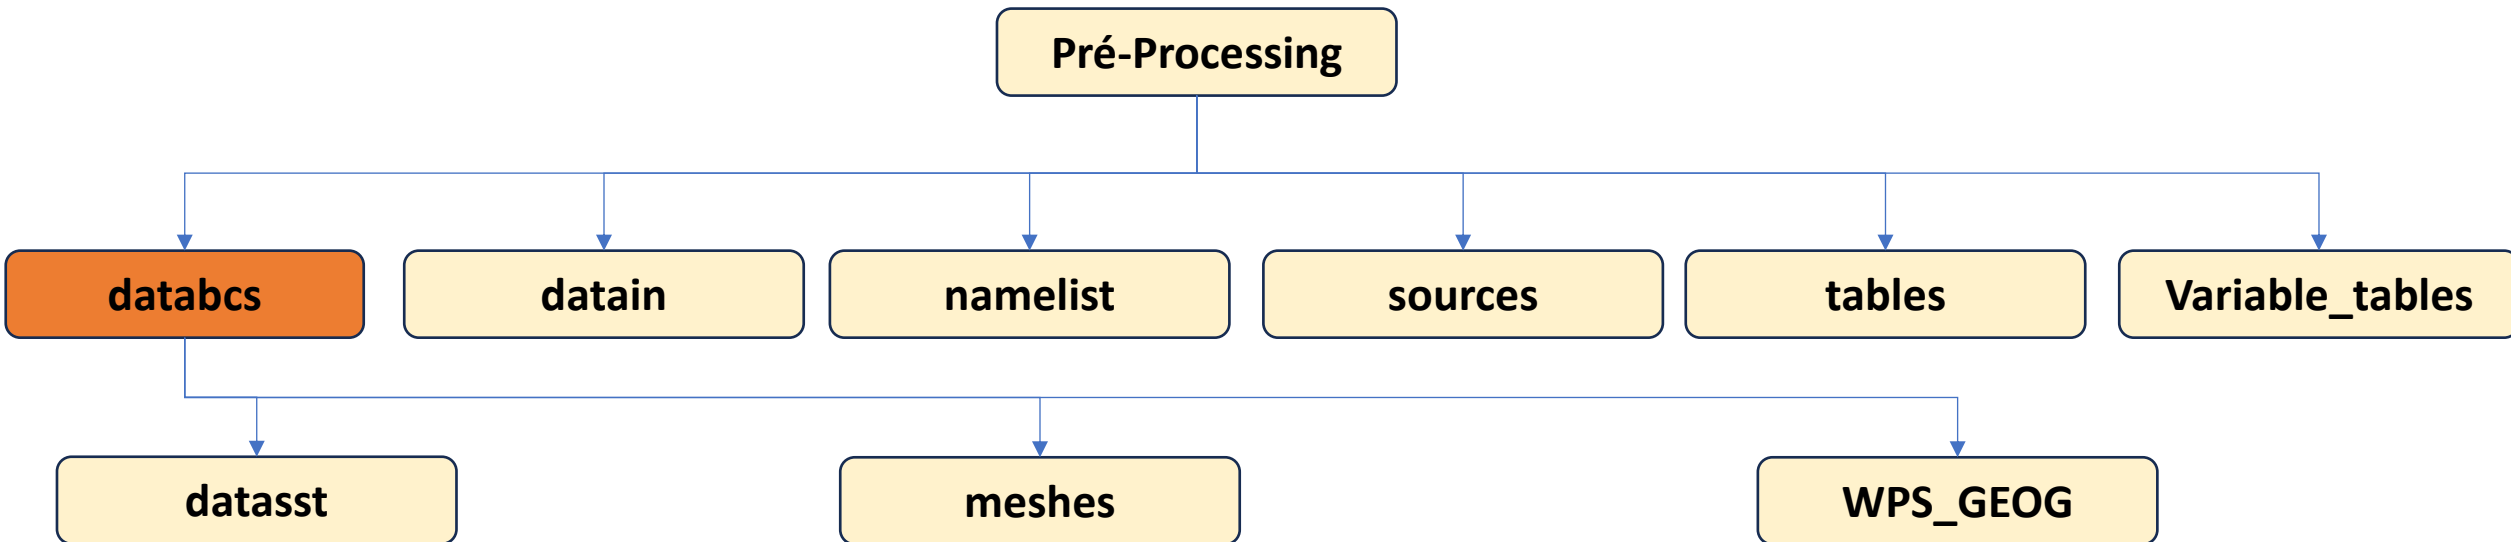 Pré-Processing
databcs
datain
namelist
sources
tables
Variable_tables
datasst
meshes
WPS_GEOG